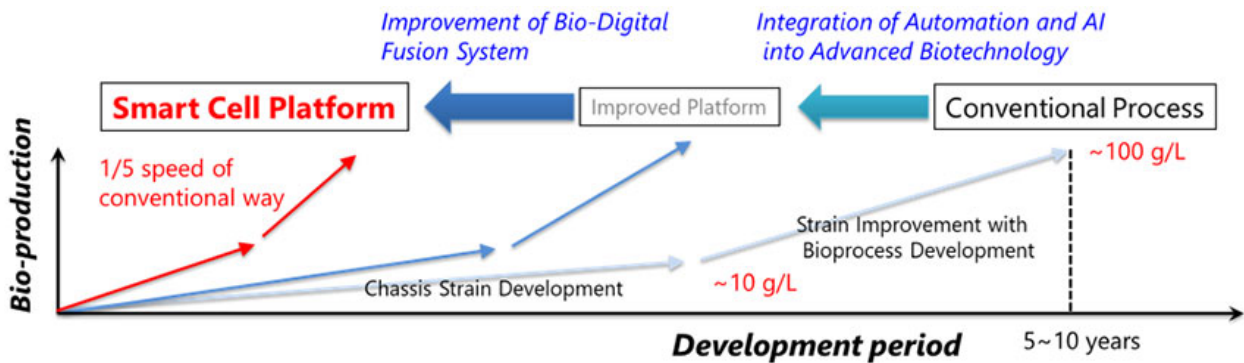 Improvement of Bio-Digital
Fusion System
Integration of Automation and AI
into Advanced Biotechnology
Smart Cell Platform
Improved Platform
Conventional Process
1/5 speed of
conventional way
~100 g/L
Strain Improvement with
Bioprocess Development
Chassis Strain Development
~10 g/L
Bio-production
Development period
5~10 years